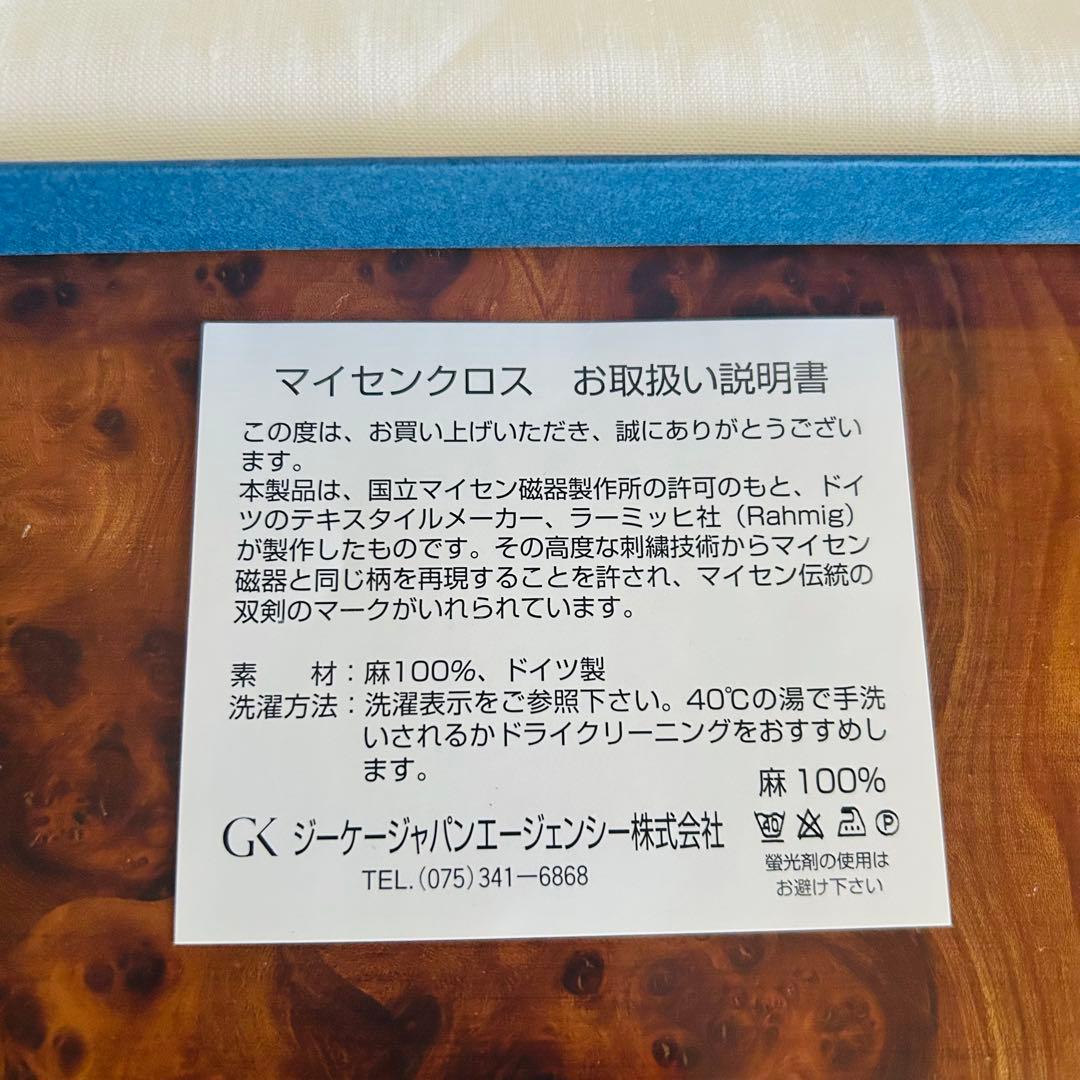 マイセンクロス　お取扱い説明書
この度は、お買い上げいただき、誠にありがとうござい
ます。
本製品は、国立マイセン磁器製作所の許可のもと、ドイ
ツのテキスタイルメーカー、ラーミッヒ社（Rahmig）
が製作したものです。その高度な刺繍技術からマイセン
磁器と同じ柄を再現することを許され、マイセン伝統の
双剣のマークがいれられています。
素　　材：麻100%、ドイツ製
洗濯方法：洗濯表示をご参照下さい。40℃の湯で手洗
いされるかドライクリーニングをおすすめし
ます。
麻 100%
40 P
GK ジーケージャパンエージェンシー株式会社
TEL.（075）341－6868
螢光剤の使用は
お避け下さい